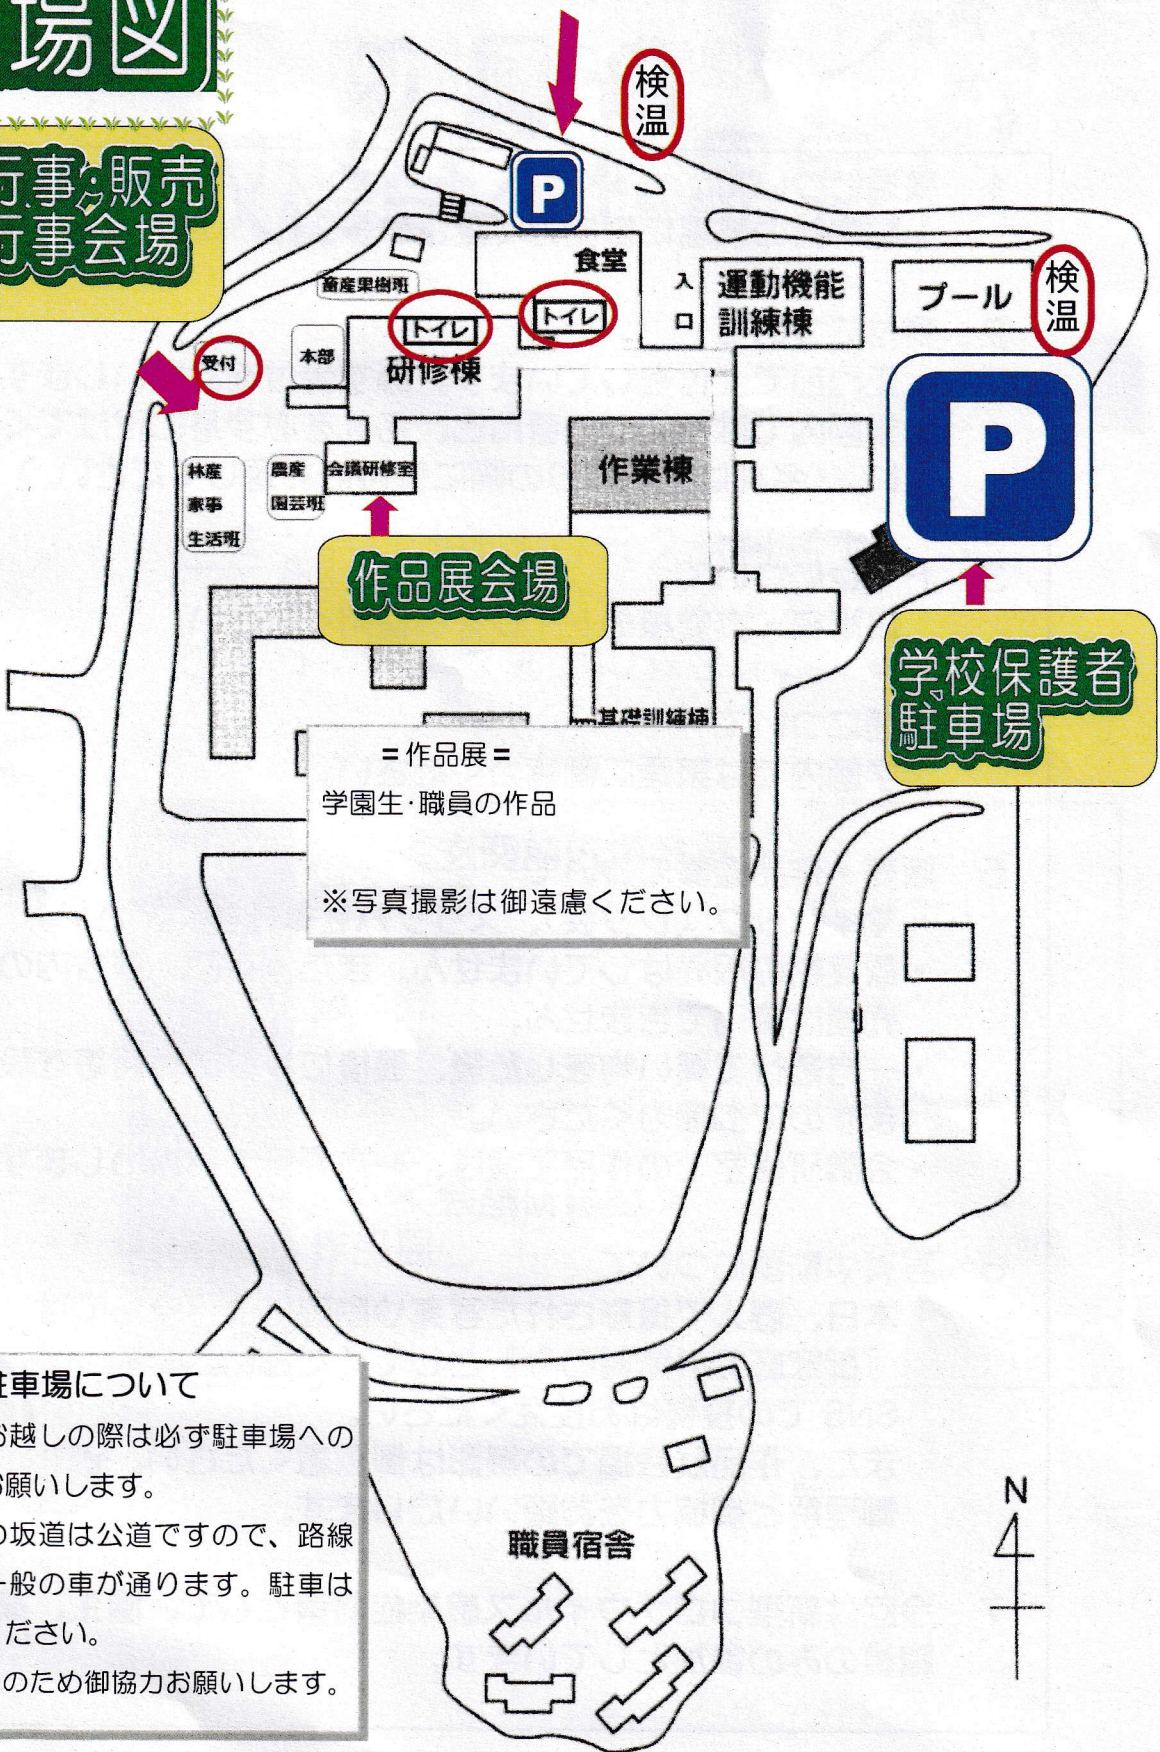 場図
行事・販売
行事会場
検
温
P
食堂
入
口
運動機能
訓練棟
プール
検
温
畜産果樹班
トイレ
トイレ
受付
本部
研修棟
P
林産
家事
生活班
農産
園芸班
会議研修室
作業棟
作品展会場
学校保護者
駐車場
基礎訓練棟
=作品展=
学園生・職員の作品
※写真撮影は御遠慮ください。
駐車場について
お越しの際は必ず駐車場への
お願いします。
の坂道は公道ですので、路線
一般の車が通ります。駐車は
ください。
のため御協力お願いします。
職員宿舎
N